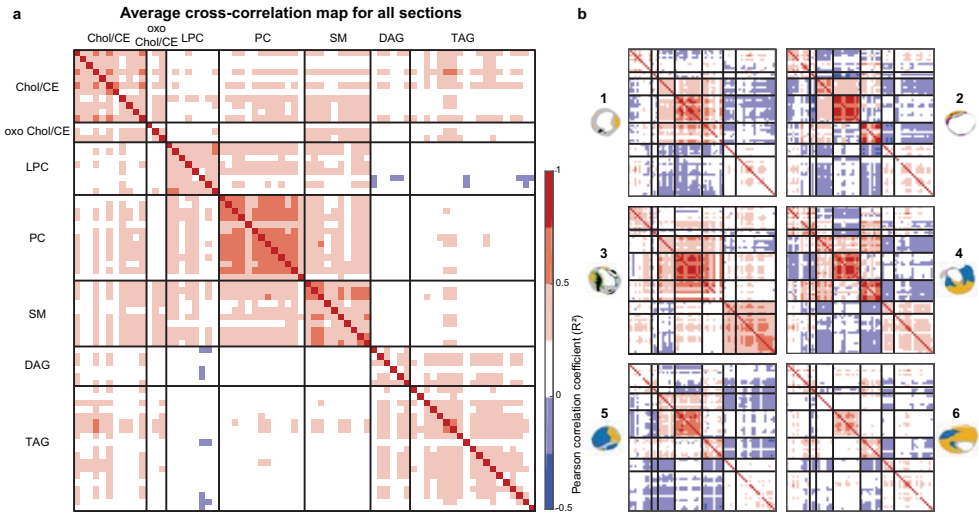 a
Average cross-correlation map for all sections
b
Chol/CE
oxo
Chol/CE
LPC
PC
SM
DAG
TAG
Chol/CE
oxo Chol/CE
LPC
PC
SM
DAG
TAG
1
0.5
0
-0.5
Pearson correlation coefficient (R²)
1
2
3
4
5
6